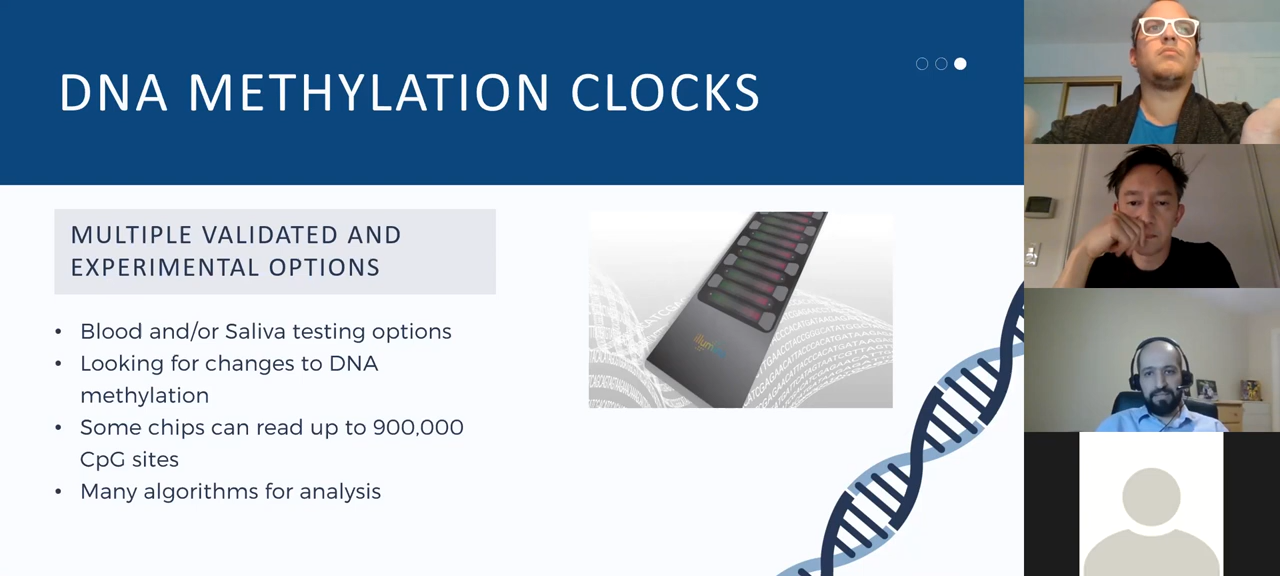 DNA METHYLATION CLOCKS
MULTIPLE VALIDATED AND
EXPERIMENTAL OPTIONS
• Blood and/or Saliva testing options
• Looking for changes to DNA
methylation
• Some chips can read up to 900,000
CpG sites
• Many algorithms for analysis